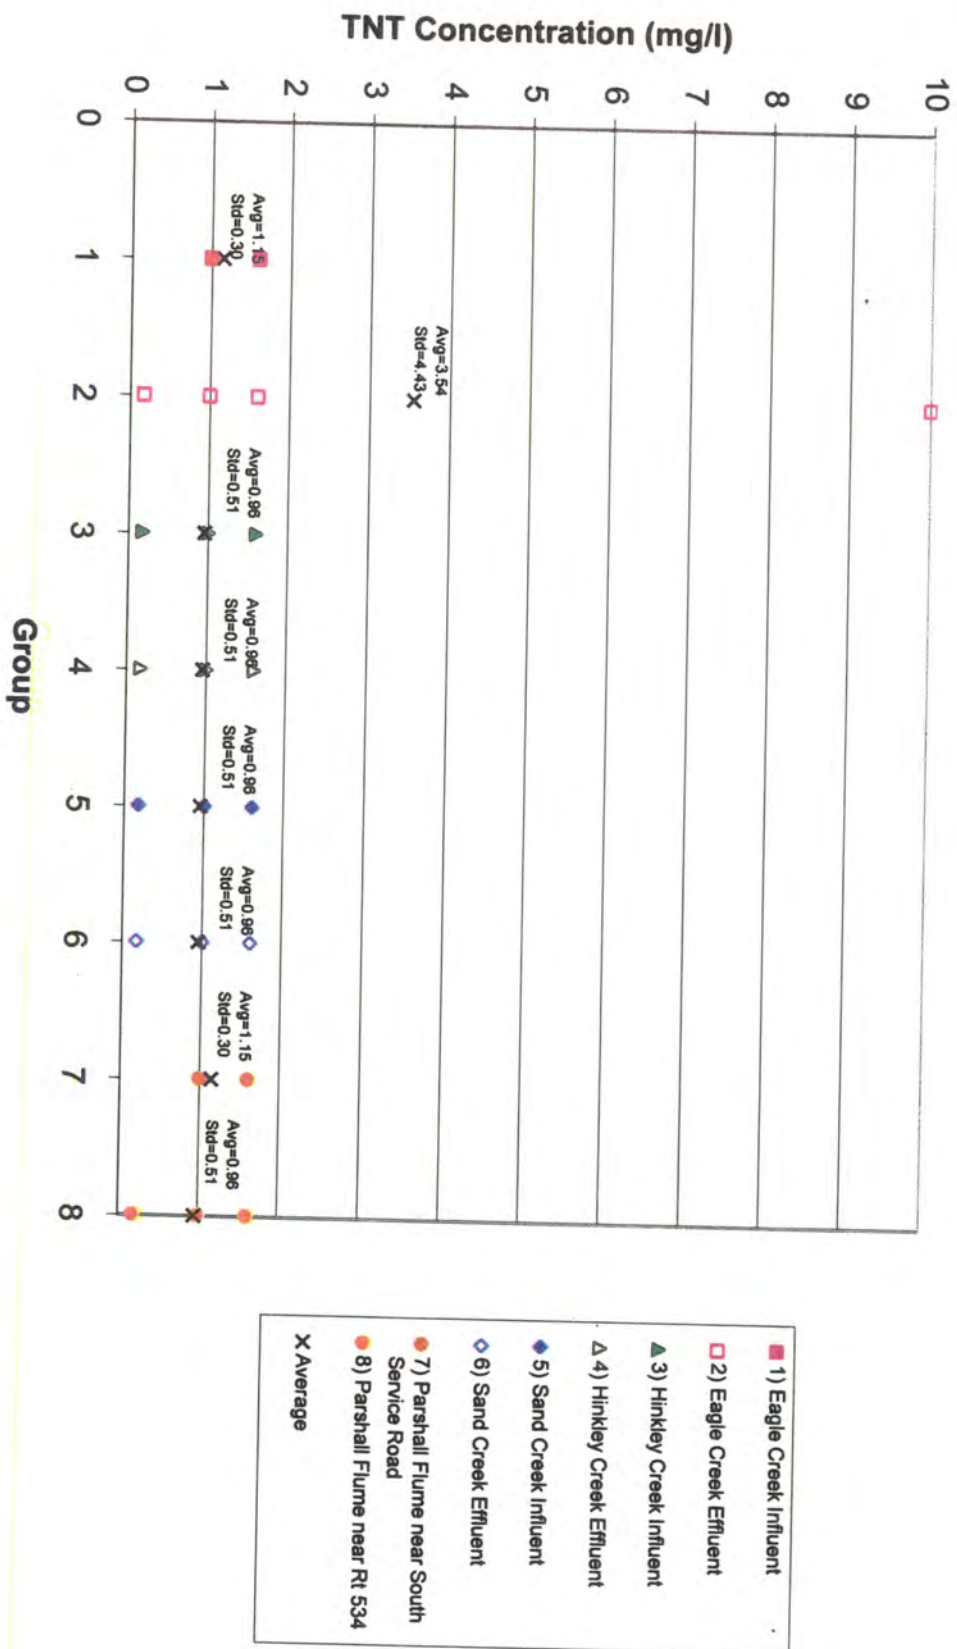 TNT Concentration (mg/l)
10
9
8
7
6
5
4
3
2
1
0
0
1
2
3
4
5
6
7
8
Avg=1.15
Std=0.30
Avg=3.54
Std=4.43
Avg=0.96
Std=0.51
Avg=0.96
Std=0.51
Avg=0.96
Std=0.51
Avg=0.96
Std=0.51
Avg=1.15
Std=0.30
Avg=0.96
Std=0.51
Group
1) Eagle Creek Influent
2) Eagle Creek Effluent
3) Hinkley Creek Influent
4) Hinkley Creek Effluent
5) Sand Creek Influent
6) Sand Creek Effluent
7) Parshall Flume near South
Service Road
8) Parshall Flume near Rt 534
Average